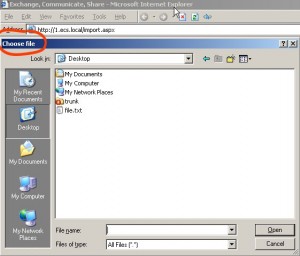 Exchange, Communicate, Share - Microsoft Internet Explorer
File Edit View Favorites Tools Help
Address http://1.ecs.local/import.aspx
Choose file
Look in: Desktop
My Recent Documents
Desktop
My Documents
My Computer
My Network Places
My Documents
My Computer
My Network Places
trunk
file.txt
File name: Open
Files of type: All Files (*.*) Cancel